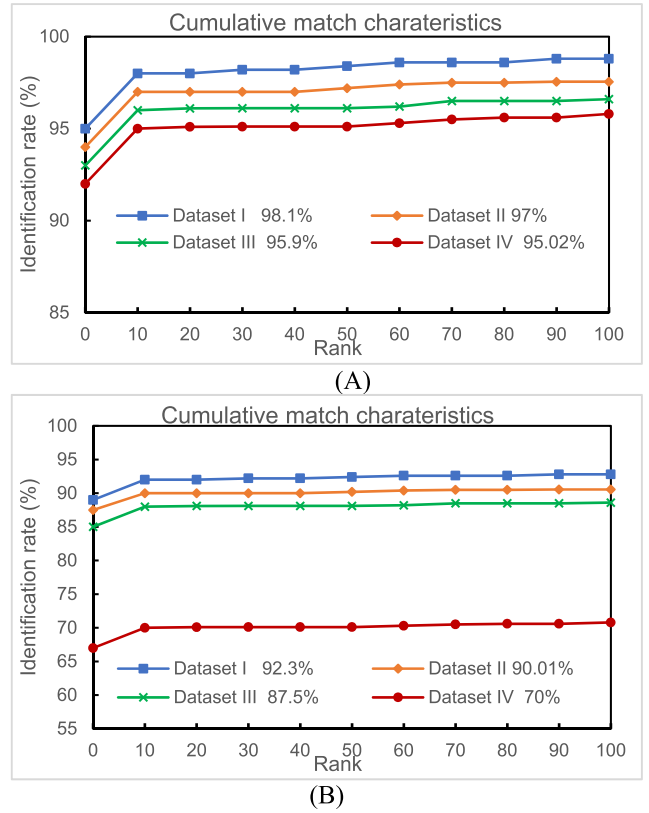 Cumulative match charateristics
100
95
90
85
Identification rate (%)
Dataset I 98.1%
Dataset II 97%
Dataset III 95.9%
Dataset IV 95.02%
0 10 20 30 40 50 60 70 80 90 100
Rank
(A)
Cumulative match charateristics
100
95
90
85
80
75
70
65
60
55
Identification rate (%)
Dataset I 92.3%
Dataset II 90.01%
Dataset III 87.5%
Dataset IV 70%
0 10 20 30 40 50 60 70 80 90 100
Rank
(B)